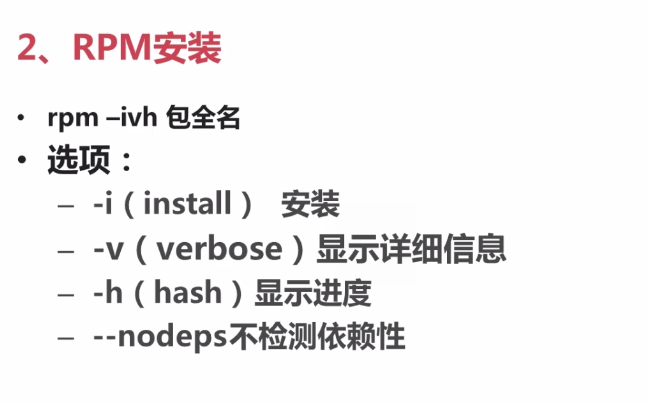 2、RPM安装
• rpm –ivh 包全名
• 选项：
– -i（install） 安装
– -v（verbose）显示详细信息
– -h（hash）显示进度
– --nodeps不检测依赖性